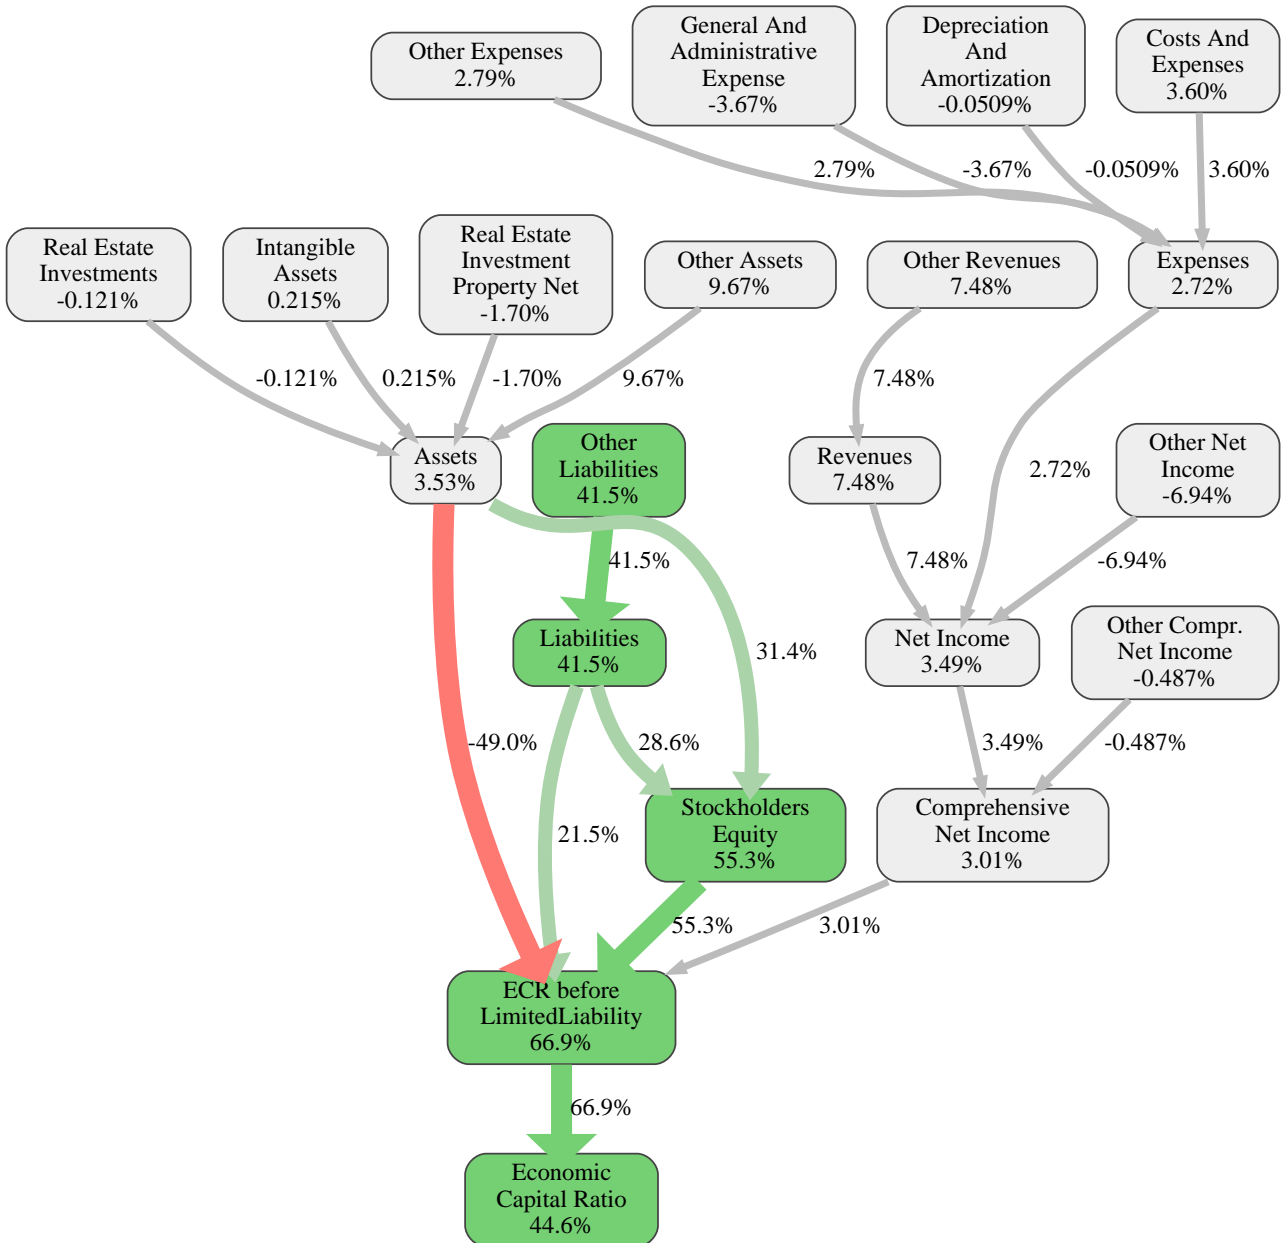 Other Expenses
2.79%
General And
Administrative
Expense
-3.67%
Depreciation
And
Amortization
-0.0509%
Costs And
Expenses
3.60%
2.79%
-3.67%
-0.0509%
3.60%
Real Estate
Investments
-0.121%
Intangible
Assets
0.215%
Real Estate
Investment
Property Net
-1.70%
Other Assets
9.67%
Other Revenues
7.48%
Expenses
2.72%
-0.121%
0.215%
-1.70%
9.67%
7.48%
Assets
3.53%
Other
Liabilities
41.5%
Revenues
7.48%
2.72%
Other Net
Income
-6.94%
41.5%
7.48%
-6.94%
Liabilities
41.5%
31.4%
Net Income
3.49%
Other Compr.
Net Income
-0.487%
-49.0%
28.6%
3.49%
-0.487%
21.5%
Stockholders
Equity
55.3%
Comprehensive
Net Income
3.01%
55.3%
3.01%
ECR before
LimitedLiability
66.9%
66.9%
Economic
Capital Ratio
44.6%